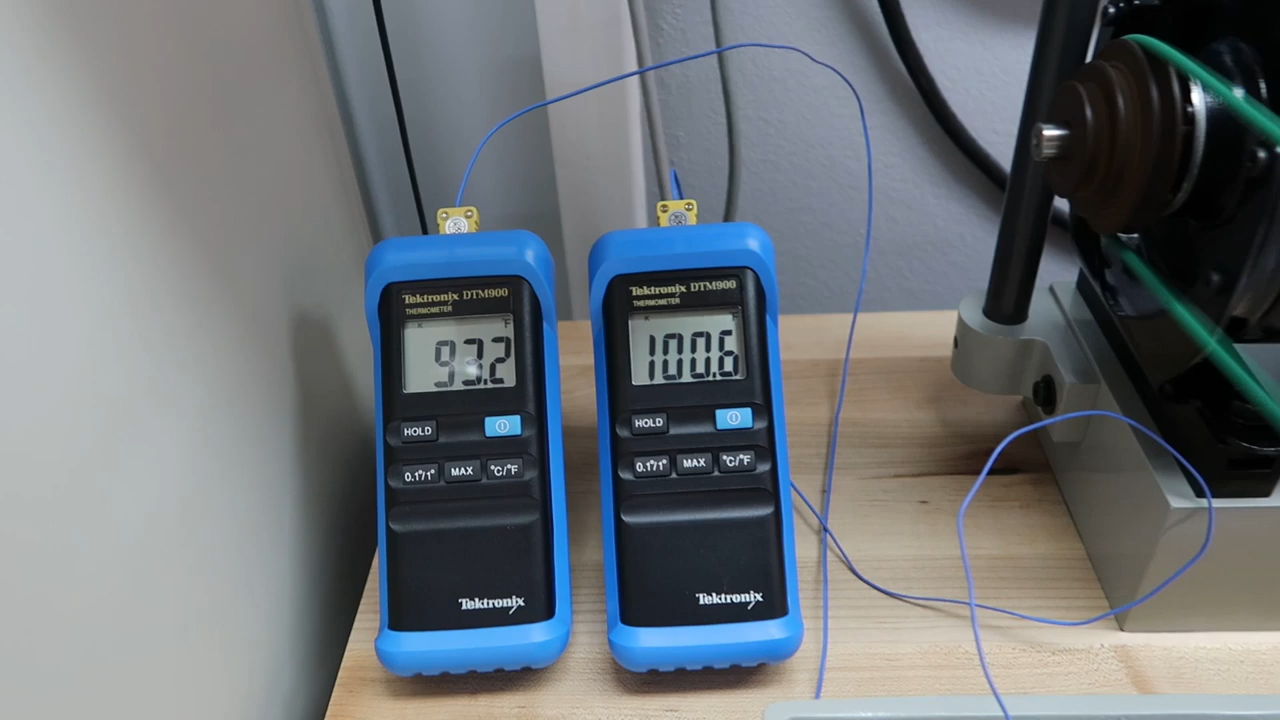 Tektronix DTM900
THERMOMETER
K
°F
93.2
HOLD
0.1°/1°
MAX
°C/°F
Tektronix
Tektronix DTM900
THERMOMETER
K
°F
100.6
HOLD
0.1°/1°
MAX
°C/°F
Tektronix